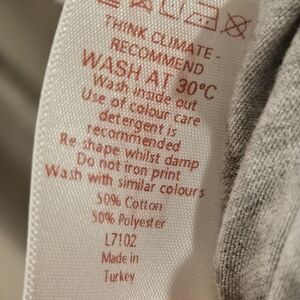 THINK CLIMATE -
RECOMMEND
WASH AT 30°C
Wash inside out
Use of colour care
detergent is
recommended
Re shape whilst damp
Do not iron print
Wash with similar colours
50% Cotton
50% Polyester
L7102
Made in
Turkey